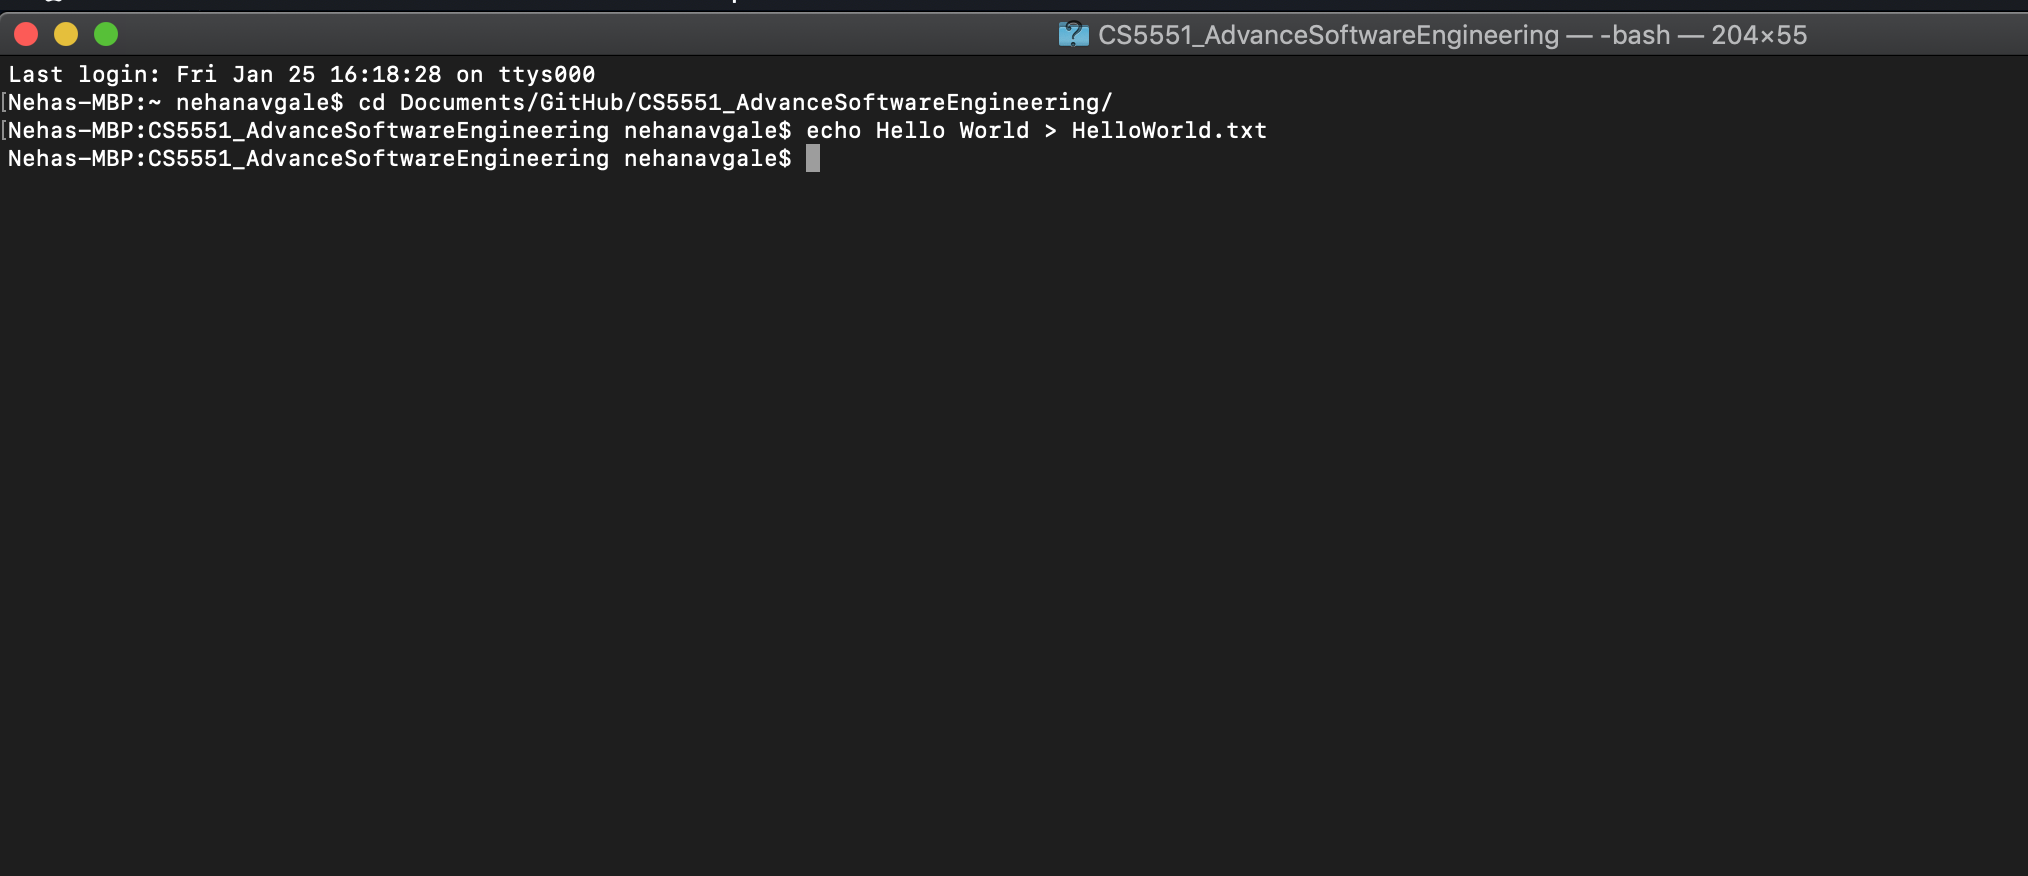 CS5551_AdvanceSoftwareEngineering — -bash — 204×55
Last login: Fri Jan 25 16:18:28 on ttys000
[Nehas-MBP:~ nehanavgale$ cd Documents/GitHub/CS5551_AdvanceSoftwareEngineering/
[Nehas-MBP:CS5551_AdvanceSoftwareEngineering nehanavgale$ echo Hello World > HelloWorld.txt
Nehas-MBP:CS5551_AdvanceSoftwareEngineering nehanavgale$